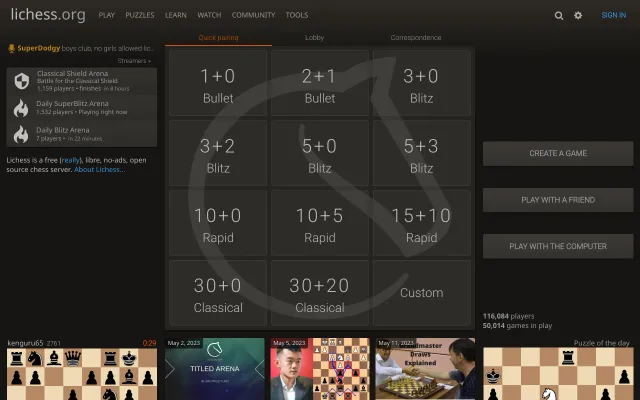 lichess.org
PLAY PUZZLES LEARN WATCH COMMUNITY TOOLS
SIGN IN
SuperDodgy boys club, no girls allowed lic...
Streamers »
Classical Shield Arena
Battle for the Classical Shield
1,159 players • finishes in 8 hours
Daily SuperBlitz Arena
1,532 players • Playing right now
Daily Blitz Arena
7 players • in 22 minutes
Lichess is a free (really), libre, no-ads, open
source chess server. About Lichess...
Quick pairing Lobby Correspondence
1+0
Bullet
2+1
Bullet
3+0
Blitz
3+2
Blitz
5+0
Blitz
5+3
Blitz
10+0
Rapid
10+5
Rapid
15+10
Rapid
30+0
Classical
30+20
Classical
Custom
CREATE A GAME
PLAY WITH A FRIEND
PLAY WITH THE COMPUTER
116,084 players
50,014 games in play
kenguru65 2761
0:29
May 2, 2023
TITLED ARENA
May 5, 2023
May 11, 2023
Draws
Explained
Puzzle of the day